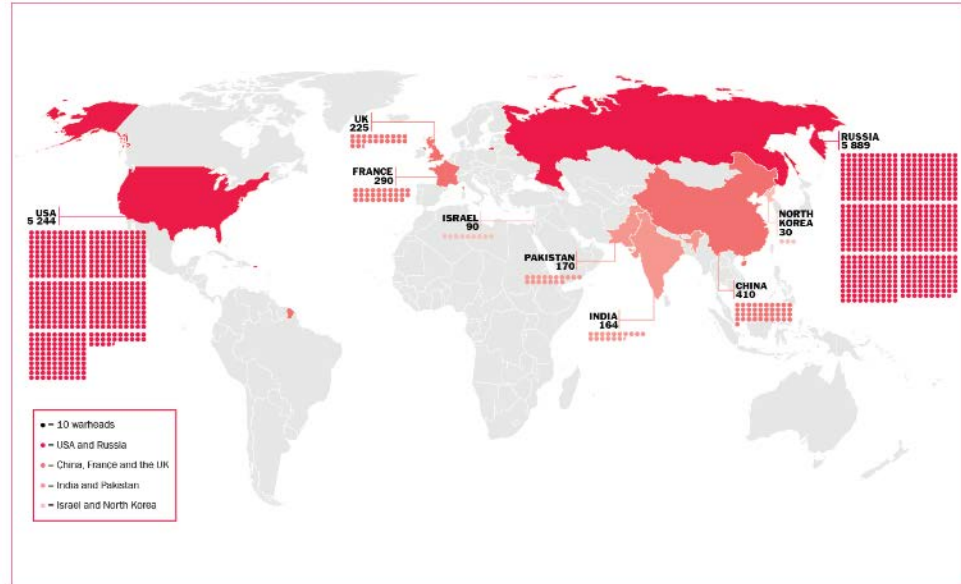 UK
225
FRANCE
290
RUSSIA
5 889
USA
5 244
ISRAEL
90
NORTH
KOREA
30
PAKISTAN
170
CHINA
410
INDIA
164
● = 10 warheads
● = USA and Russia
● = China, France and the UK
● = India and Pakistan
● = Israel and North Korea